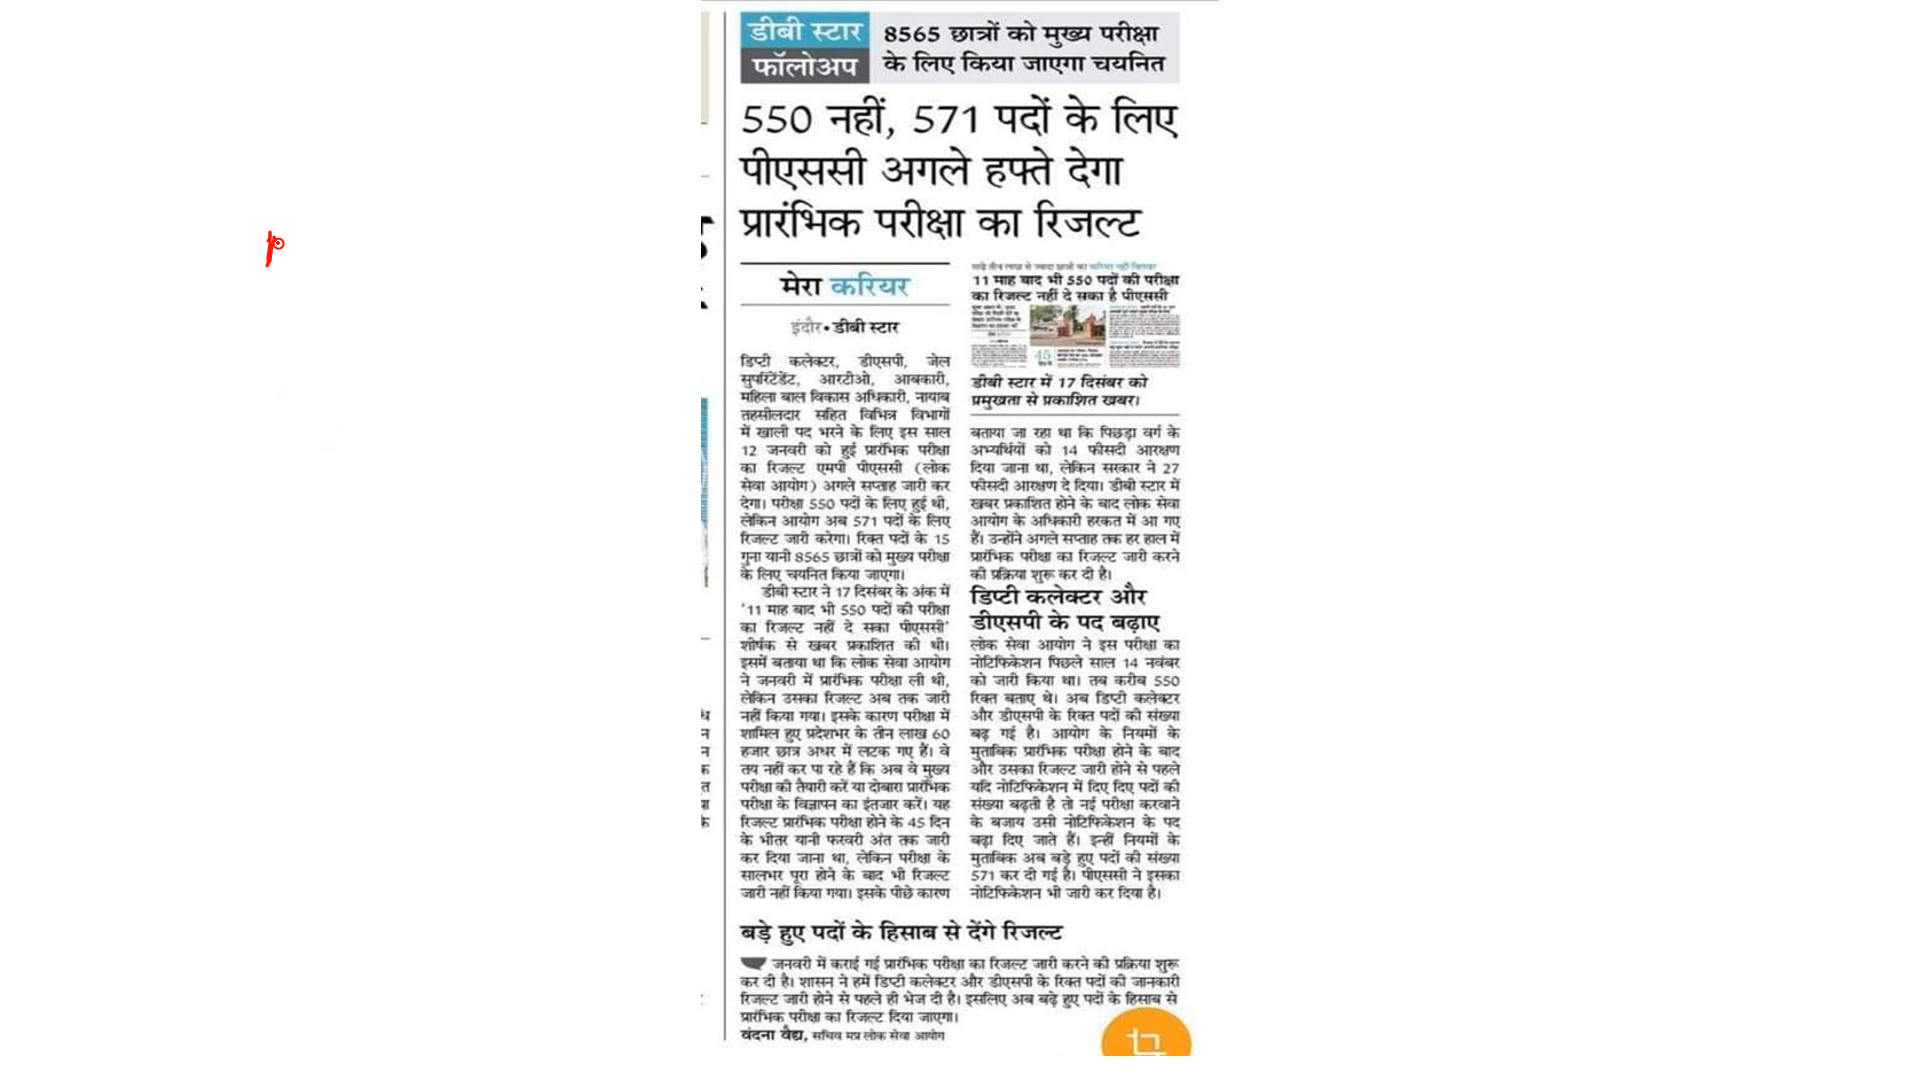 डीबी स्टार
फॉलोअप
8565 छात्रों को मुख्य परीक्षा
के लिए किया जाएगा चयनित
550 नहीं, 571 पदों के लिए
पीएससी अगले हफ्ते देगा
प्रारंभिक परीक्षा का रिजल्ट
मेरा करियर
इंदौर • डीबी स्टार
डिप्टी कलेक्टर, डीएसपी, जेल
सुपरिंटेंडेंट, आरटीओ, आबकारी,
महिला बाल विकास अधिकारी, नायाब
तहसीलदार सहित विभिन्न विभागों
में खाली पद भरने के लिए इस साल
12 जनवरी को हुई प्रारंभिक परीक्षा
का रिजल्ट एमपी पीएससी (लोक
सेवा आयोग) अगले सप्ताह जारी कर
देगा। परीक्षा 550 पदों के लिए हुई थी,
लेकिन आयोग अब 571 पदों के लिए
रिजल्ट जारी करेगा। रिक्त पदों के 15
गुना यानी 8565 छात्रों को मुख्य परीक्षा
के लिए चयनित किया जाएगा।
डीबी स्टार ने 17 दिसंबर के अंक में
'11 माह बाद भी 550 पदों की परीक्षा
का रिजल्ट नहीं दे सका पीएससी'
शीर्षक से खबर प्रकाशित की थी।
इसमें बताया था कि लोक सेवा आयोग
ने जनवरी में प्रारंभिक परीक्षा ली थी,
लेकिन उसका रिजल्ट अब तक जारी
नहीं किया गया। इसके कारण परीक्षा में
शामिल हुए प्रदेशभर के तीन लाख 60
हजार छात्र अधर में लटक गए हैं। वे
तय नहीं कर पा रहे हैं कि अब वे मुख्य
परीक्षा की तैयारी करें या दोबारा प्रारंभिक
परीक्षा के विज्ञापन का इंतजार करें। यह
रिजल्ट प्रारंभिक परीक्षा होने के 45 दिन
के भीतर यानी फरवरी अंत तक जारी
कर दिया जाना था, लेकिन परीक्षा के
सालभर पूरा होने के बाद भी रिजल्ट
जारी नहीं किया गया। इसके पीछे कारण
साढ़े तीन लाख से ज्यादा छात्रों का
11 माह बाद भी 550 पदों की परीक्षा
का रिजल्ट नहीं दे सका है पीएससी
45
डीबी स्टार में 17 दिसंबर को
प्रमुखता से प्रकाशित खबर।
बताया जा रहा था कि पिछड़ा वर्ग के
अभ्यर्थियों को 14 फीसदी आरक्षण
दिया जाना था, लेकिन सरकार ने 27
फीसदी आरक्षण दे दिया। डीबी स्टार में
खबर प्रकाशित होने के बाद लोक सेवा
आयोग के अधिकारी हरकत में आ गए
हैं। उन्होंने अगले सप्ताह तक हर हाल में
प्रारंभिक परीक्षा का रिजल्ट जारी करने
की प्रक्रिया शुरू कर दी है।
डिप्टी कलेक्टर और
डीएसपी के पद बढ़ाए
लोक सेवा आयोग ने इस परीक्षा का
नोटिफिकेशन पिछले साल 14 नवंबर
को जारी किया था। तब करीब 550
रिक्त बताए थे। अब डिप्टी कलेक्टर
और डीएसपी के रिक्त पदों की संख्या
बढ़ गई है। आयोग के नियमों के
मुताबिक प्रारंभिक परीक्षा होने के बाद
और उसका रिजल्ट जारी होने से पहले
यदि नोटिफिकेशन में दिए दिए पदों की
संख्या बढ़ती है तो नई परीक्षा करवाने
के बजाय उसी नोटिफिकेशन के पद
बढ़ा दिए जाते हैं। इन्हीं नियमों के
मुताबिक अब बड़े हुए पदों की संख्या
571 कर दी गई है। पीएससी ने इसका
नोटिफिकेशन भी जारी कर दिया है।
बड़े हुए पदों के हिसाब से देंगे रिजल्ट
जनवरी में कराई गई प्रारंभिक परीक्षा का रिजल्ट जारी करने की प्रक्रिया शुरू
कर दी है। शासन ने हमें डिप्टी कलेक्टर और डीएसपी के रिक्त पदों की जानकारी
रिजल्ट जारी होने से पहले ही भेज दी है। इसलिए अब बढ़े हुए पदों के हिसाब से
प्रारंभिक परीक्षा का रिजल्ट दिया जाएगा।
वंदना वैद्य, सचिव मप्र लोक सेवा आयोग